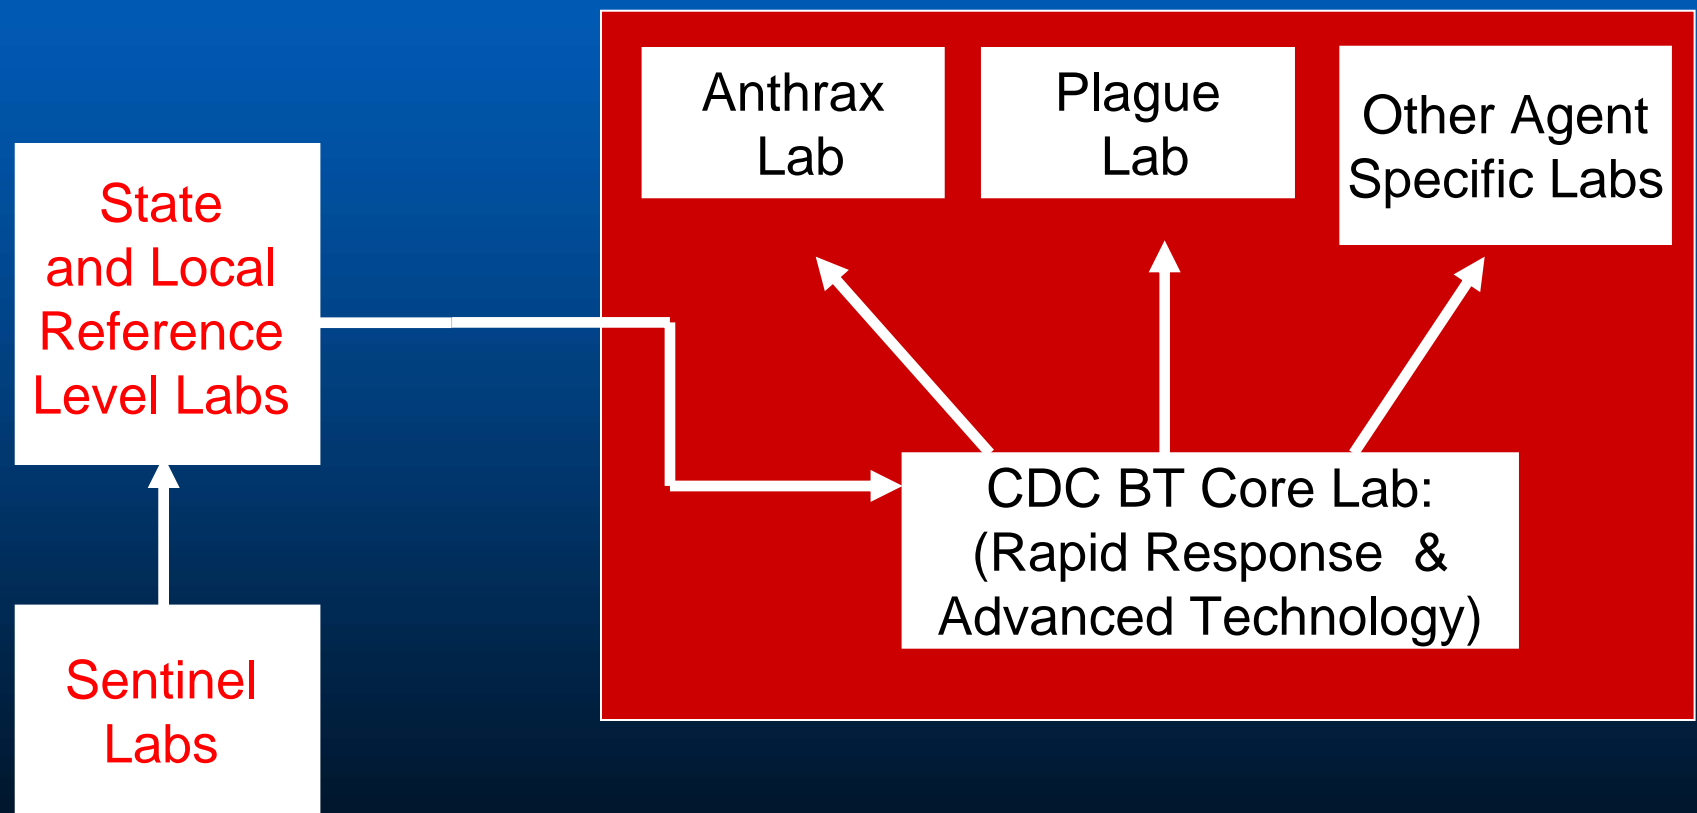 Anthrax
Lab
Plague
Lab
Other Agent
Specific Labs
State
and Local
Reference
Level Labs
CDC BT Core Lab:
(Rapid Response & 
Advanced Technology)
Sentinel
Labs